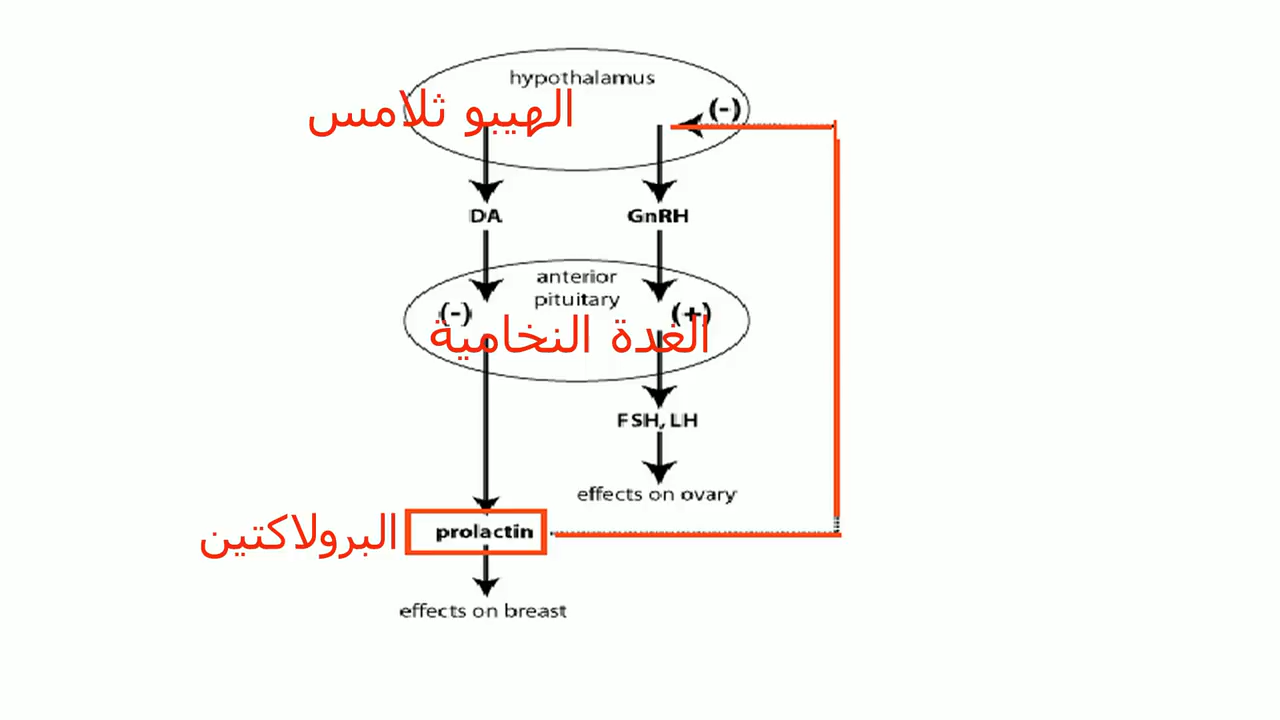 hypothalamus
الهيبو ثلامس
(-)
DA
GnRH
anterior
pituitary
(-)
(+)
الغدة النخامية
FSH, LH
effects on ovary
البرولاكتين
prolactin
effects on breast